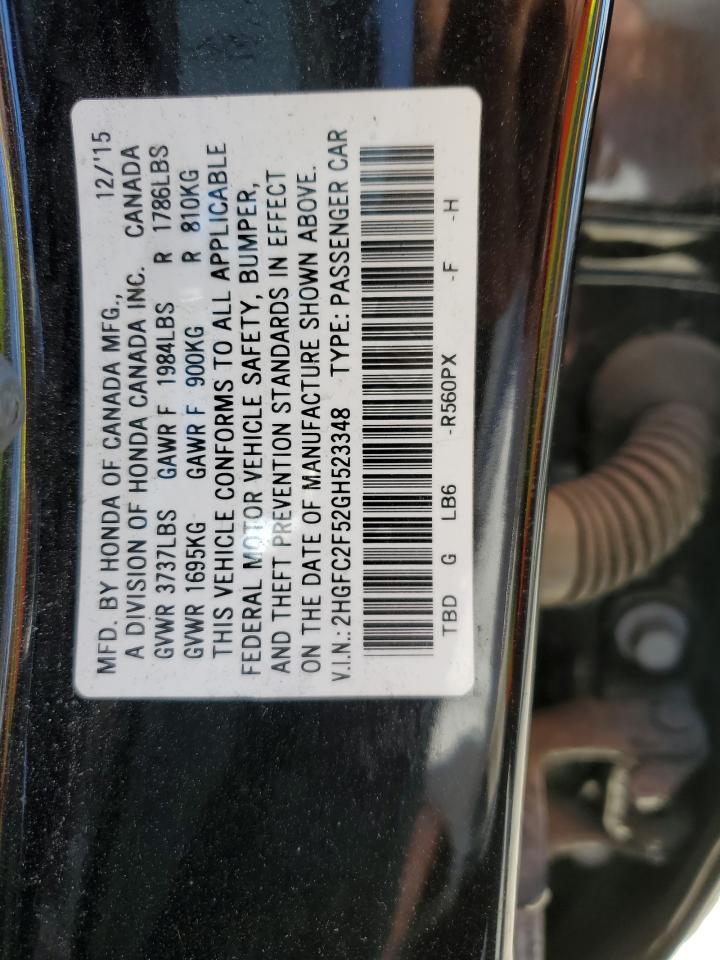 MFD. BY HONDA OF CANADA MFG., 12/'15
A DIVISION OF HONDA CANADA INC. CANADA
GVWR 3737LBS GAWR F 1984LBS R 1786LBS
GVWR 1695KG GAWR F 900KG R 810KG
THIS VEHICLE CONFORMS TO ALL APPLICABLE
FEDERAL MOTOR VEHICLE SAFETY, BUMPER,
AND THEFT PREVENTION STANDARDS IN EFFECT
ON THE DATE OF MANUFACTURE SHOWN ABOVE.
V.I.N.: 2HGFC2F52GH523348 TYPE: PASSENGER CAR
TBD G LB6 -R560PX -F -H